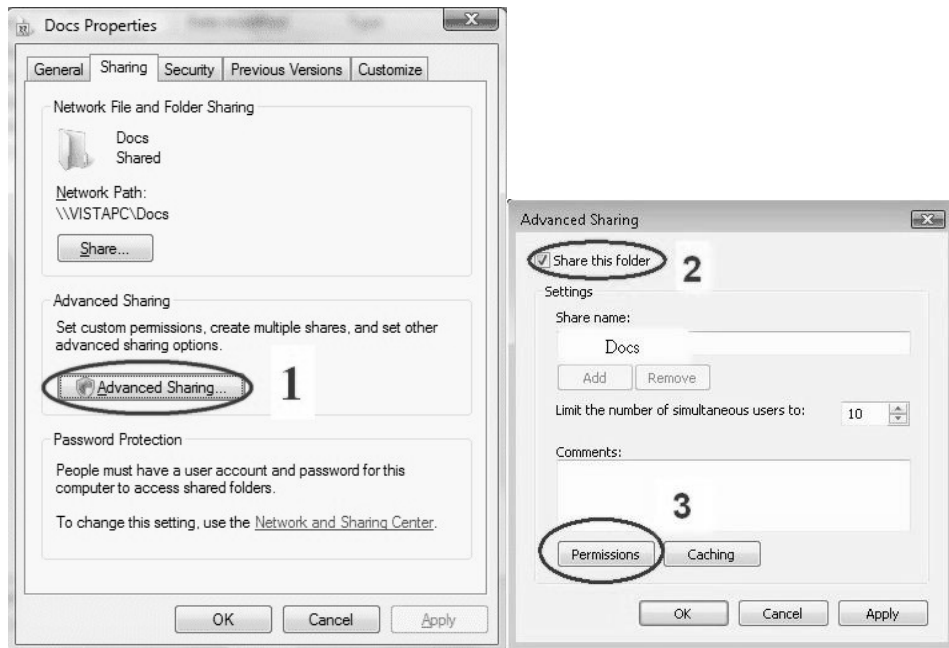 Docs Properties
General Sharing Security Previous Versions Customize
Network File and Folder Sharing
Docs
Shared
Network Path:
\\VISTAPC\Docs
Share...
Advanced Sharing
Set custom permissions, create multiple shares, and set other
advanced sharing options.
Advanced Sharing...
1
Password Protection
People must have a user account and password for this
computer to access shared folders.
To change this setting, use the Network and Sharing Center.
OK Cancel Apply
Advanced Sharing
Share this folder
2
Settings
Share name:
Docs
Add Remove
Limit the number of simultaneous users to: 10
Comments:
3
Permissions Caching
OK Cancel Apply